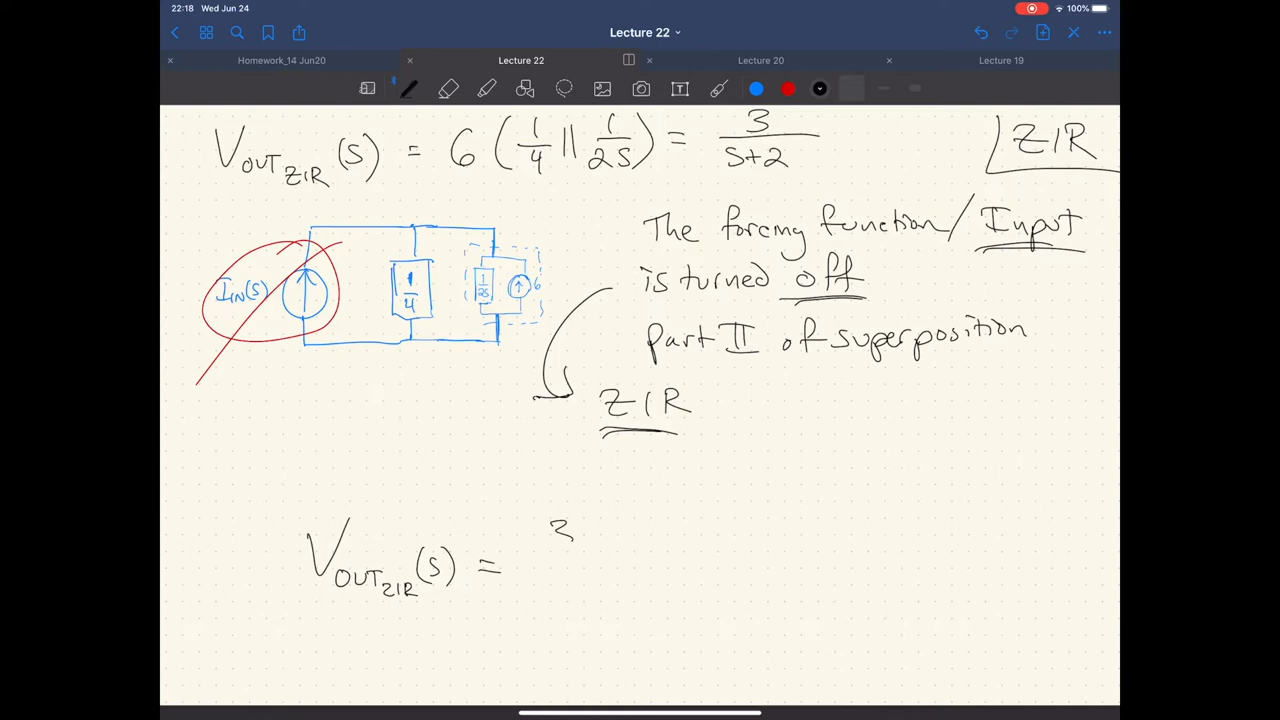 22:18 Wed Jun 24
100%
Lecture 22
Homework_14 Jun20
Lecture 22
Lecture 20
Lecture 19
V_OUT_ZIR (s) = 6 (1/4 || 1/2s) = 3/(s+2)
ZIR
The forcing function/Input
is turned off
part II of superposition
ZIR
I_IN(s)
1/4
1/2s
6
V_OUT_ZIR (s) = 3